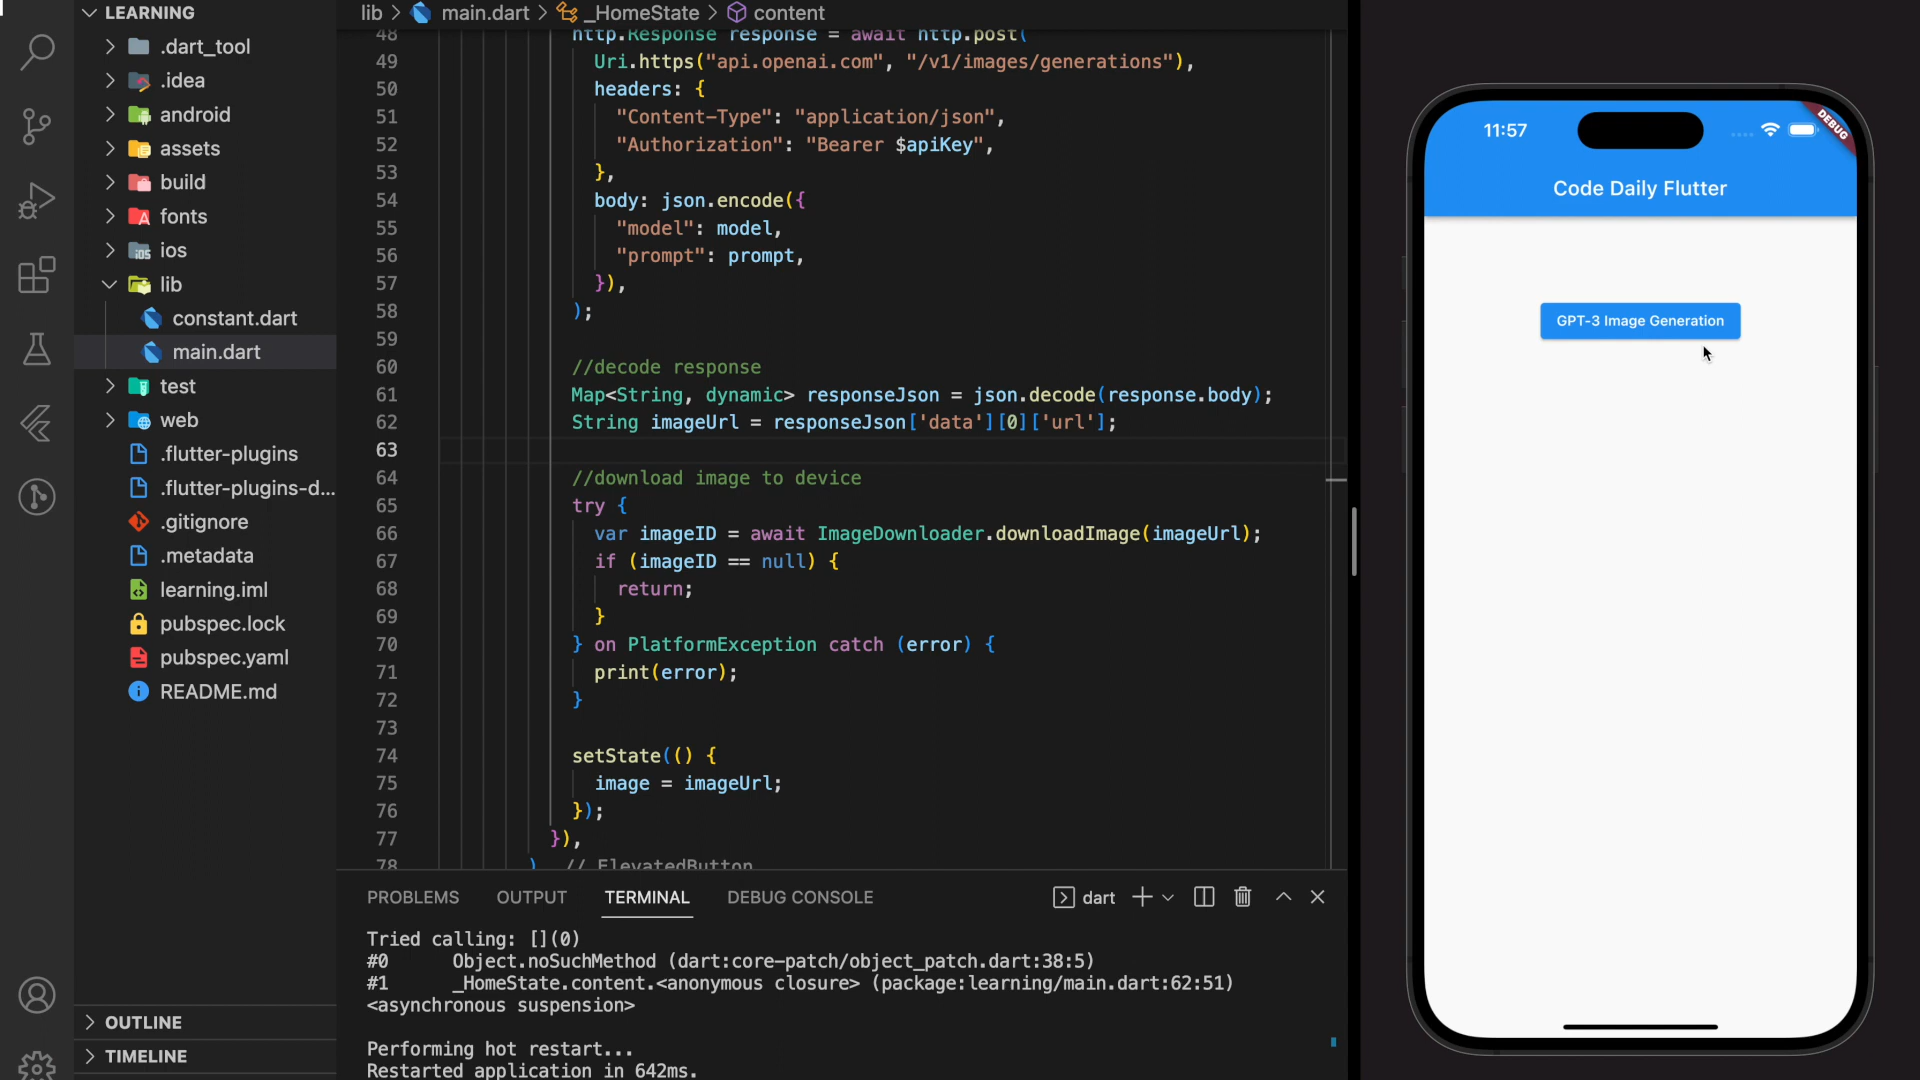 LEARNING
.dart_tool
.idea
android
assets
build
fonts
ios
lib
constant.dart
main.dart
test
web
.flutter-plugins
.flutter-plugins-d...
.gitignore
.metadata
learning.iml
pubspec.lock
pubspec.yaml
README.md
OUTLINE
TIMELINE
lib > main.dart > _HomeState > content
48 http.Response response = await http.post(
49 Uri.https("api.openai.com", "/v1/images/generations"),
50 headers: {
51 "Content-Type": "application/json",
52 "Authorization": "Bearer $apiKey",
53 },
54 body: json.encode({
55 "model": model,
56 "prompt": prompt,
57 }),
58 );
59
60 //decode response
61 Map<String, dynamic> responseJson = json.decode(response.body);
62 String imageUrl = responseJson['data'][0]['url'];
63
64 //download image to device
65 try {
66 var imageID = await ImageDownloader.downloadImage(imageUrl);
67 if (imageID == null) {
68 return;
69 }
70 } on PlatformException catch (error) {
71 print(error);
72 }
73
74 setState(() {
75 image = imageUrl;
76 });
77 }),
78 ) // ElevatedButton
PROBLEMS OUTPUT TERMINAL DEBUG CONSOLE dart
Tried calling: [](0)
#0 Object.noSuchMethod (dart:core-patch/object_patch.dart:38:5)
#1 _HomeState.content.<anonymous closure> (package:learning/main.dart:62:51)
<asynchronous suspension>
Performing hot restart...
Restarted application in 642ms.
11:57
DEBUG
Code Daily Flutter
GPT-3 Image Generation